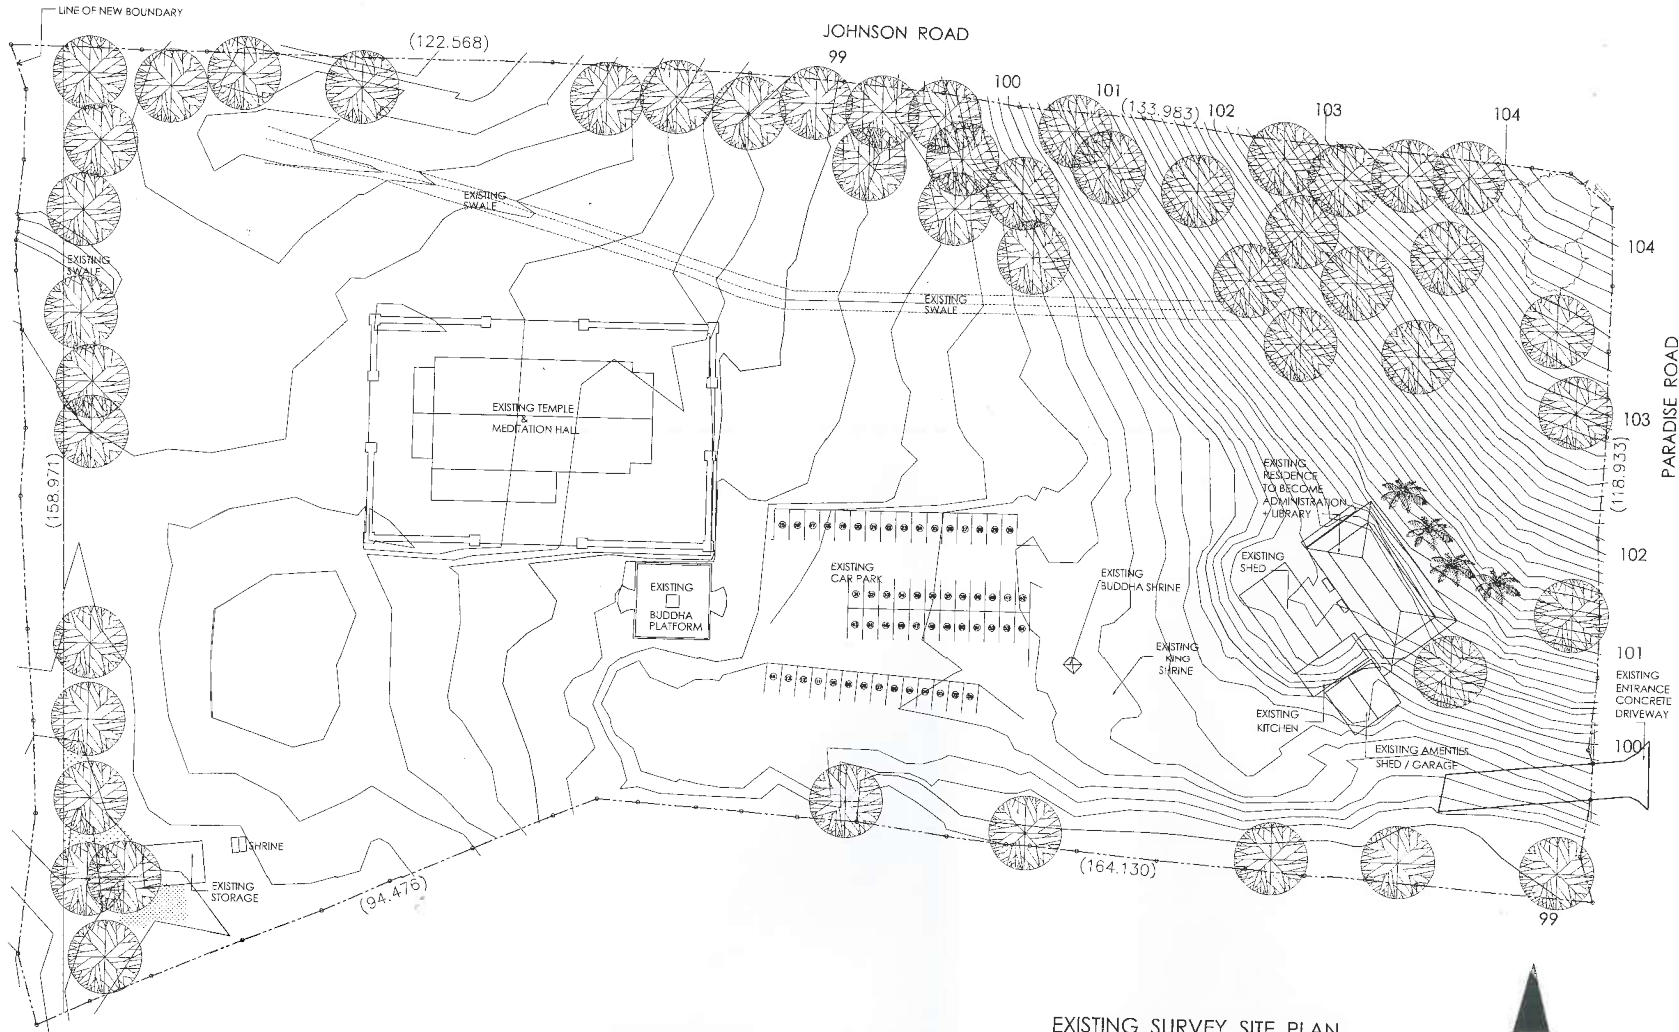 LINE OF NEW BOUNDARY
JOHNSON ROAD
(122.568)
99
100
101
(133.983)
102
103
104
EXISTING
SWALE
EXISTING
SWALE
EXISTING
SWALE
104
PARADISE ROAD
103
(118.933)
102
101
100
99
EXISTING TEMPLE
&
MEDITATION HALL
(158.971)
EXISTING
RESIDENCE
TO BECOME
ADMINISTRATION
+ LIBRARY
EXISTING
SHED
EXISTING
CAR PARK
EXISTING
BUDDHA SHRINE
EXISTING
BUDDHA
PLATFORM
EXISTING
KING
SHRINE
EXISTING
ENTRANCE
CONCRETE
DRIVEWAY
EXISTING
KITCHEN
EXISTING AMENTIES
SHED / GARAGE
SHRINE
EXISTING
STORAGE
(94.476)
(164.130)
EXISTING SURVEY SITE PLAN